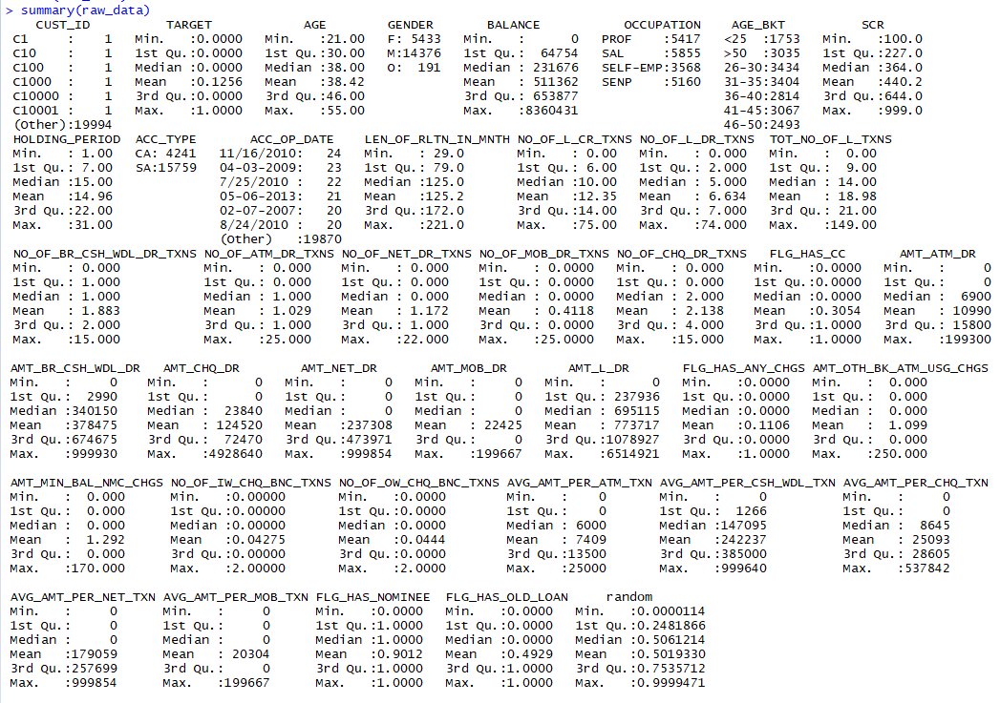 > summary(raw_data)
CUST_ID TARGET AGE GENDER BALANCE OCCUPATION AGE_BKT SCR
C1 : 1 Min. :0.0000 Min. :21.00 F: 5433 Min. : 0 PROF :5417 <25 :1753 Min. :100.0
C10 : 1 1st Qu.:0.0000 1st Qu.:30.00 M:14376 1st Qu.: 64754 SAL :5855 >50 :3035 1st Qu.:227.0
C100 : 1 Median :0.0000 Median :38.00 O: 191 Median : 231676 SELF-EMP:3568 26-30:3434 Median :364.0
C1000 : 1 Mean :0.1256 Mean :38.42 Mean : 511362 SENP :5160 31-35:3404 Mean :440.2
C10000 : 1 3rd Qu.:0.0000 3rd Qu.:46.00 3rd Qu.: 653877 36-40:2814 3rd Qu.:644.0
C10001 : 1 Max. :1.0000 Max. :55.00 Max. :8360431 41-45:3067 Max. :999.0
(Other):19994 46-50:2493
HOLDING_PERIOD ACC_TYPE ACC_OP_DATE LEN_OF_RLTN_IN_MNTH NO_OF_L_CR_TXNS NO_OF_L_DR_TXNS TOT_NO_OF_L_TXNS
Min. : 1.00 CA: 4241 11/16/2010: 24 Min. : 29.0 Min. : 0.00 Min. : 0.000 Min. : 0.00
1st Qu.: 7.00 SA:15759 04-03-2009: 23 1st Qu.: 79.0 1st Qu.: 6.00 1st Qu.: 2.000 1st Qu.: 9.00
Median :15.00 7/25/2010 : 22 Median :125.0 Median :10.00 Median : 5.000 Median : 14.00
Mean :14.96 05-06-2013: 21 Mean :125.2 Mean :12.35 Mean : 6.634 Mean : 18.98
3rd Qu.:22.00 02-07-2007: 20 3rd Qu.:172.0 3rd Qu.:14.00 3rd Qu.: 7.000 3rd Qu.: 21.00
Max. :31.00 8/24/2010 : 20 Max. :221.0 Max. :75.00 Max. :74.000 Max. :149.00
(Other) :19870
NO_OF_BR_CSH_WDL_DR_TXNS NO_OF_ATM_DR_TXNS NO_OF_NET_DR_TXNS NO_OF_MOB_DR_TXNS NO_OF_CHQ_DR_TXNS FLG_HAS_CC AMT_ATM_DR
Min. : 0.000 Min. : 0.000 Min. : 0.000 Min. : 0.0000 Min. : 0.000 Min. :0.0000 Min. : 0
1st Qu.: 1.000 1st Qu.: 0.000 1st Qu.: 0.000 1st Qu.: 0.0000 1st Qu.: 0.000 1st Qu.:0.0000 1st Qu.: 0
Median : 1.000 Median : 1.000 Median : 0.000 Median : 0.0000 Median : 2.000 Median :0.0000 Median : 6900
Mean : 1.883 Mean : 1.029 Mean : 1.172 Mean : 0.4118 Mean : 2.138 Mean :0.3054 Mean : 10990
3rd Qu.: 2.000 3rd Qu.: 1.000 3rd Qu.: 1.000 3rd Qu.: 0.0000 3rd Qu.: 4.000 3rd Qu.:1.0000 3rd Qu.: 15800
Max. :15.000 Max. :25.000 Max. :22.000 Max. :25.0000 Max. :15.000 Max. :1.0000 Max. :199300
AMT_BR_CSH_WDL_DR AMT_CHQ_DR AMT_NET_DR AMT_MOB_DR AMT_L_DR FLG_HAS_ANY_CHGS AMT_OTH_BK_ATM_USG_CHGS
Min. : 0 Min. : 0 Min. : 0 Min. : 0 Min. : 0 Min. :0.0000 Min. : 0.000
1st Qu.: 2990 1st Qu.: 0 1st Qu.: 0 1st Qu.: 0 1st Qu.: 237936 1st Qu.:0.0000 1st Qu.: 0.000
Median :340150 Median : 23840 Median : 0 Median : 0 Median : 695115 Median :0.0000 Median : 0.000
Mean :378475 Mean : 124520 Mean :237308 Mean : 22425 Mean : 773717 Mean :0.1106 Mean : 1.099
3rd Qu.:674675 3rd Qu.: 72470 3rd Qu.:473971 3rd Qu.: 0 3rd Qu.:1078927 3rd Qu.:0.0000 3rd Qu.: 0.000
Max. :999930 Max. :4928640 Max. :999854 Max. :199667 Max. :6514921 Max. :1.0000 Max. :250.000
AMT_MIN_BAL_NMC_CHGS NO_OF_IW_CHQ_BNC_TXNS NO_OF_OW_CHQ_BNC_TXNS AVG_AMT_PER_ATM_TXN AVG_AMT_PER_CSH_WDL_TXN AVG_AMT_PER_CHQ_TXN
Min. : 0.000 Min. :0.00000 Min. :0.0000 Min. : 0 Min. : 0 Min. : 0
1st Qu.: 0.000 1st Qu.:0.00000 1st Qu.:0.0000 1st Qu.: 0 1st Qu.: 1266 1st Qu.: 0
Median : 0.000 Median :0.00000 Median :0.0000 Median : 6000 Median :147095 Median : 8645
Mean : 1.292 Mean :0.04275 Mean :0.0444 Mean : 7409 Mean :242237 Mean : 25093
3rd Qu.: 0.000 3rd Qu.:0.00000 3rd Qu.:0.0000 3rd Qu.:13500 3rd Qu.:385000 3rd Qu.: 28605
Max. :170.000 Max. :2.00000 Max. :2.0000 Max. :25000 Max. :999640 Max. :537842
AVG_AMT_PER_NET_TXN AVG_AMT_PER_MOB_TXN FLG_HAS_NOMINEE FLG_HAS_OLD_LOAN random
Min. : 0 Min. : 0 Min. :0.0000 Min. :0.0000 Min. :0.0000114
1st Qu.: 0 1st Qu.: 0 1st Qu.:1.0000 1st Qu.:0.0000 1st Qu.:0.2481866
Median : 0 Median : 0 Median :1.0000 Median :0.0000 Median :0.5061214
Mean :179059 Mean : 20304 Mean :0.9012 Mean :0.4929 Mean :0.5019330
3rd Qu.:257699 3rd Qu.: 0 3rd Qu.:1.0000 3rd Qu.:1.0000 3rd Qu.:0.7535712
Max. :999854 Max. :199667 Max. :1.0000 Max. :1.0000 Max. :0.9999471